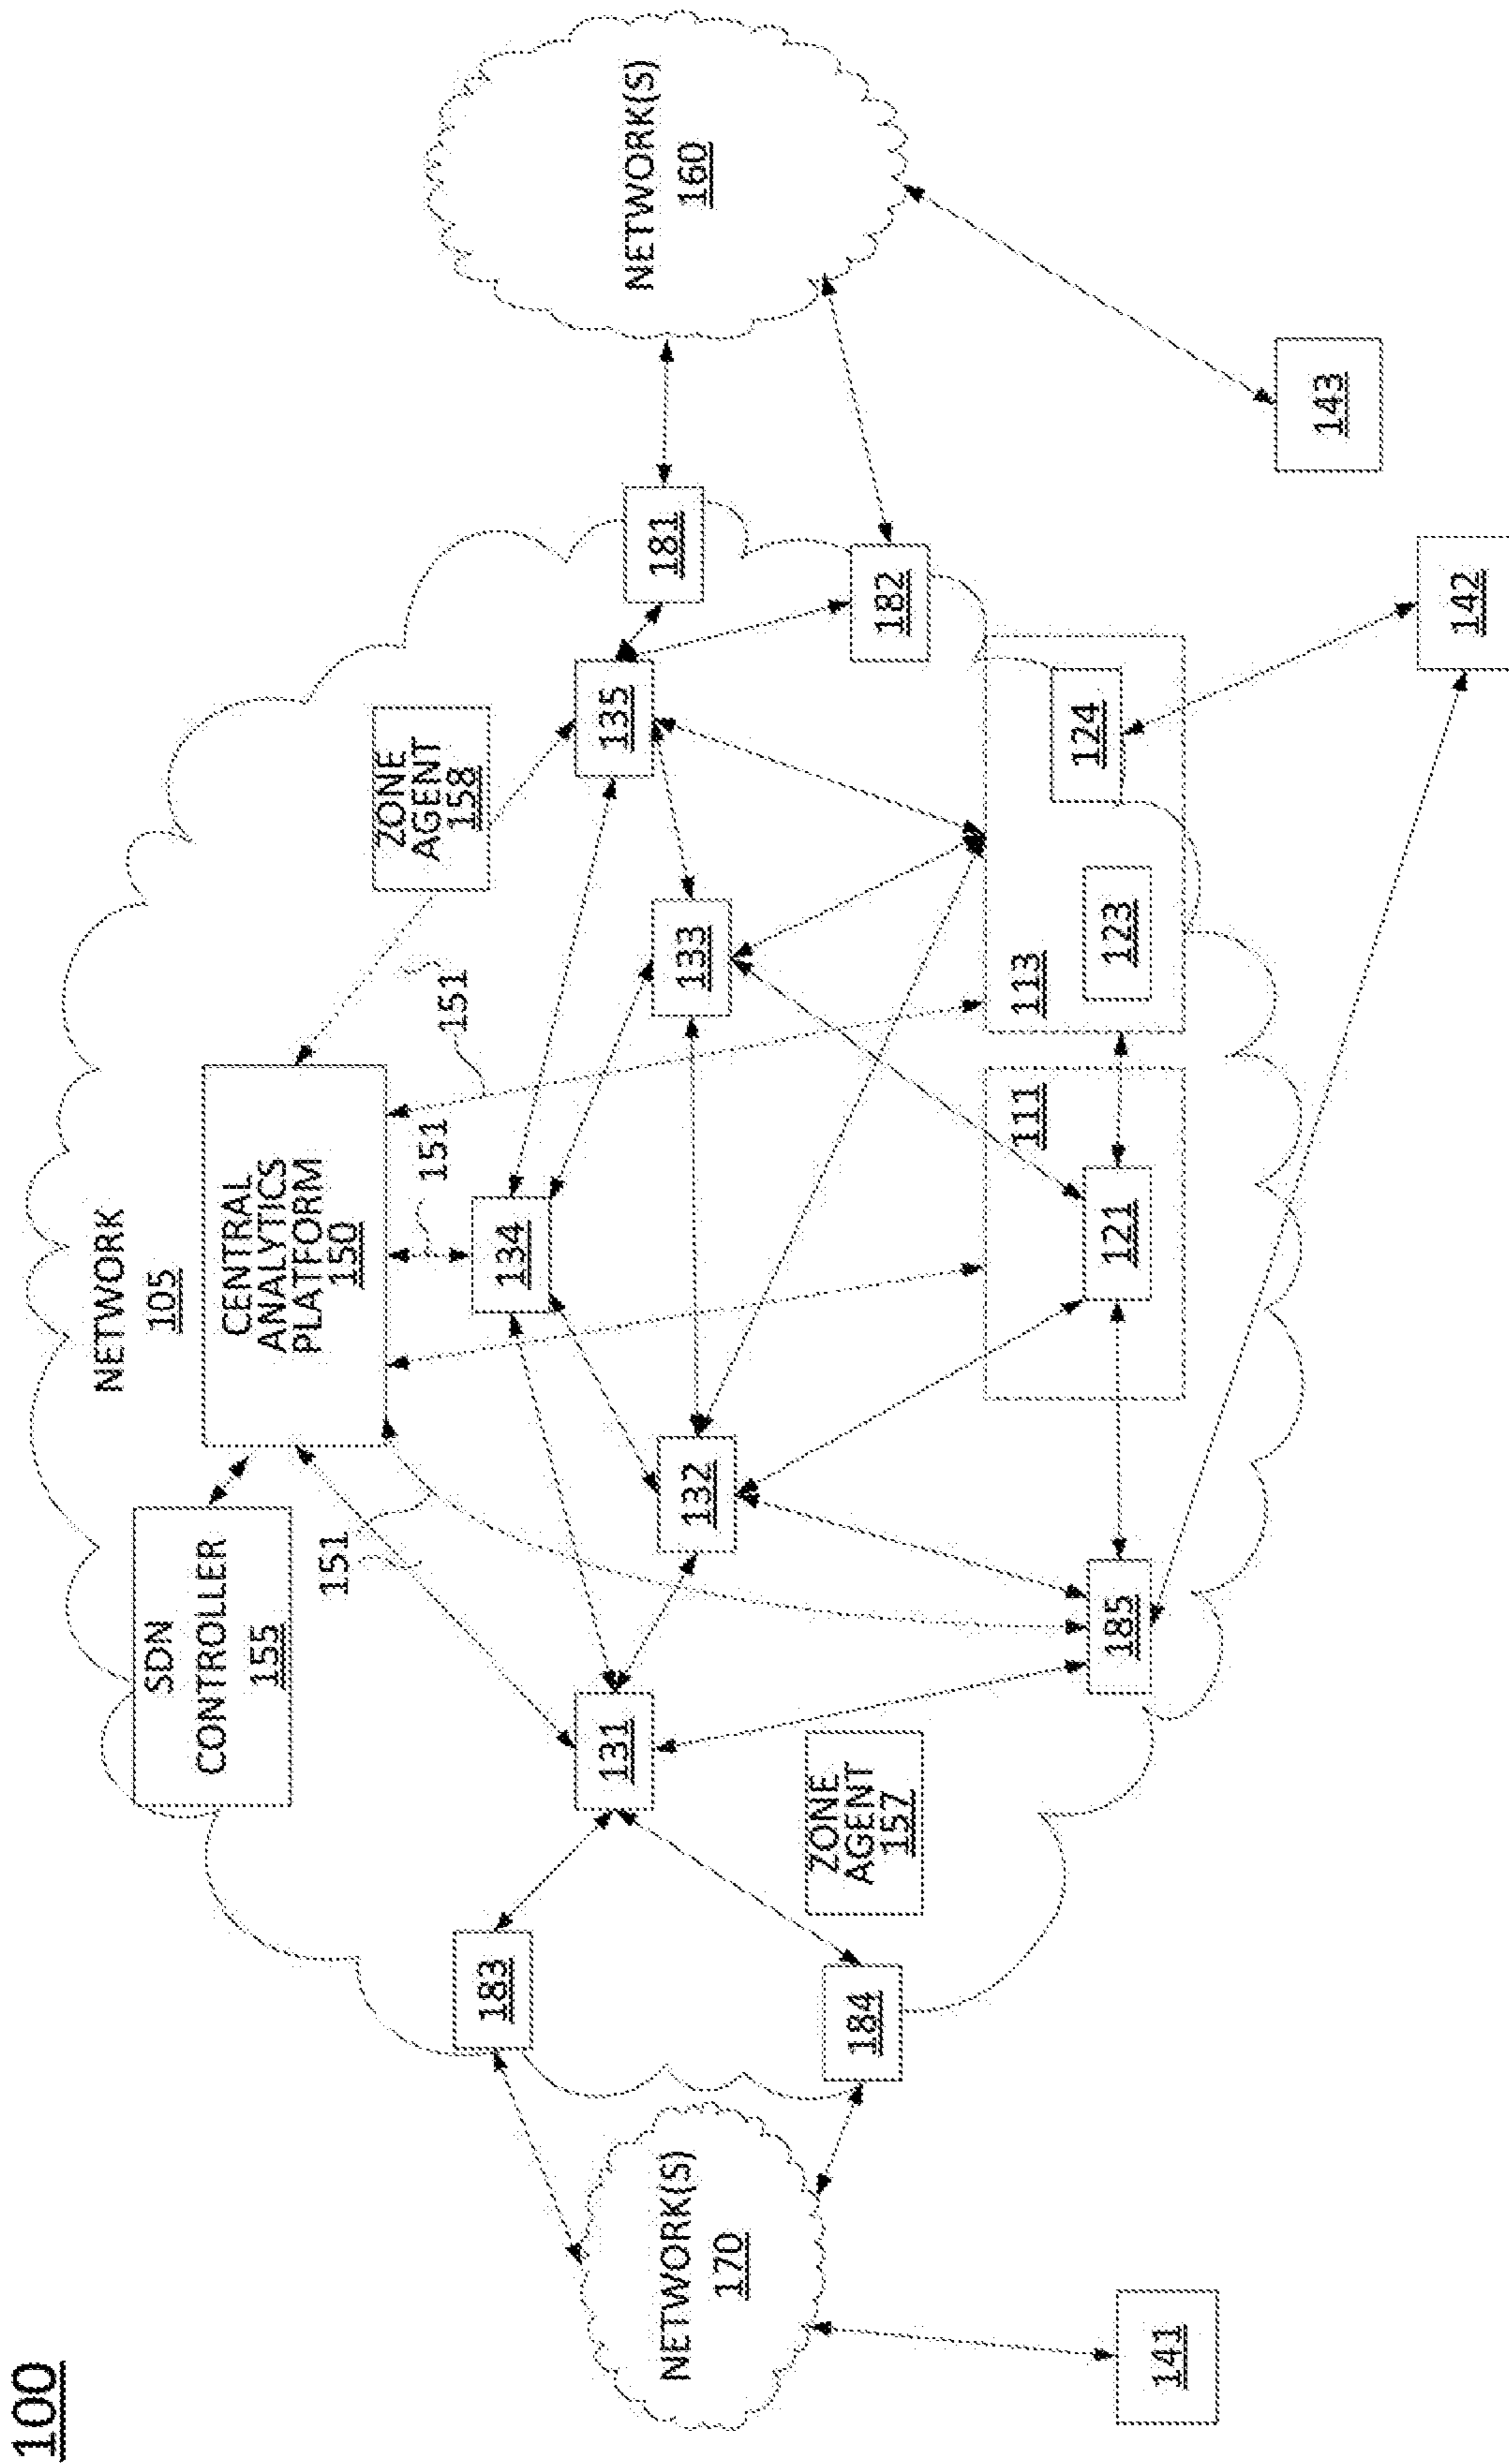 100
NETWORK
105
SDN
CONTROLLER
155
CENTRAL
ANALYTICS
PLATFORM
150
ZONE
AGENT
158
151
151
151
183
131
134
135
181
NETWORK(S)
170
NETWORK(S)
160
132
133
184
ZONE
AGENT
157
182
185
111
121
113
123
124
141
142
143